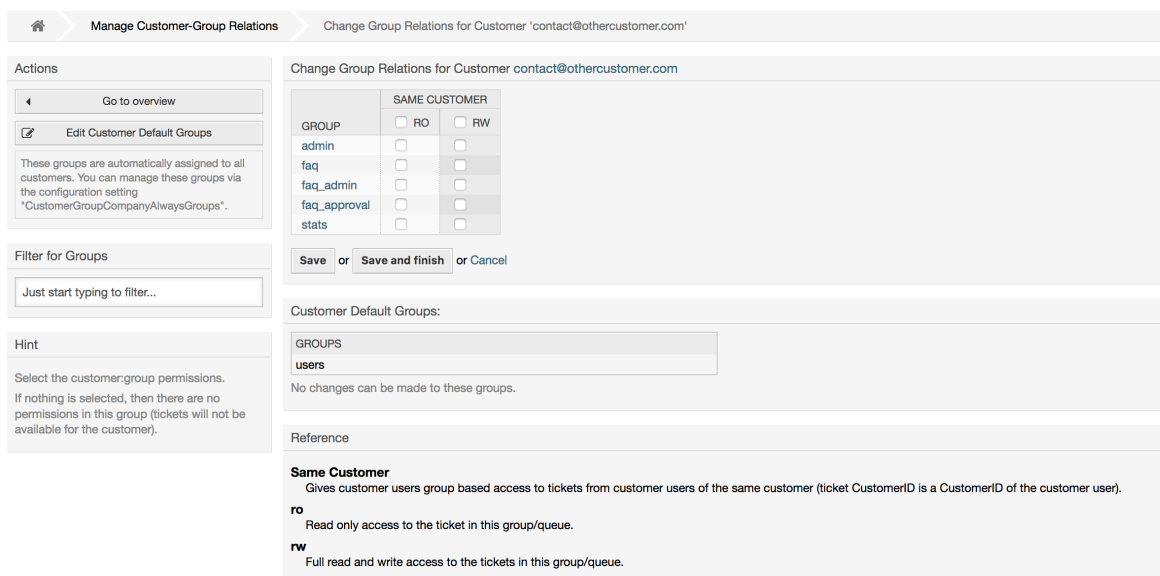 Manage Customer-Group Relations
Change Group Relations for Customer 'contact@othercustomer.com'
Actions
Go to overview
Edit Customer Default Groups
These groups are automatically assigned to all
customers. You can manage these groups via
the configuration setting
"CustomerGroupCompanyAlwaysGroups".
Filter for Groups
Just start typing to filter...
Hint
Select the customer:group permissions.
If nothing is selected, then there are no
permissions in this group (tickets will not be
available for the customer).
Change Group Relations for Customer contact@othercustomer.com
SAME CUSTOMER
GROUP RO RW
admin
faq
faq_admin
faq_approval
stats
Save or Save and finish or Cancel
Customer Default Groups:
GROUPS
users
No changes can be made to these groups.
Reference
Same Customer
Gives customer users group based access to tickets from customer users of the same customer (ticket CustomerID is a CustomerID of the customer user).
ro
Read only access to the ticket in this group/queue.
rw
Full read and write access to the tickets in this group/queue.